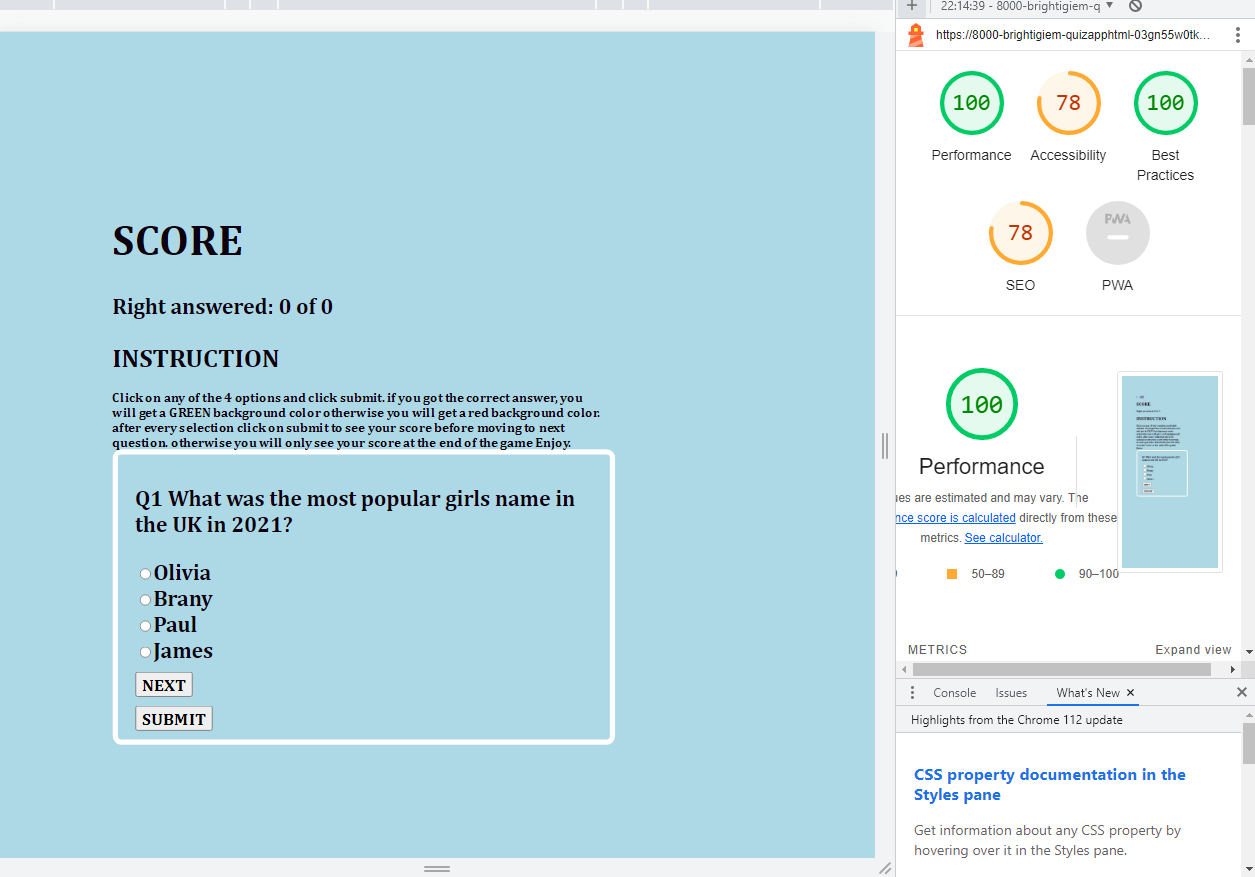 22:14:39 - 8000-brightigiem-q
https://8000-brightigiem-quizapphtml-03gn55w0tk...
100
78
100
Performance
Accessibility
Best
Practices
78
PWA
SEO
PWA
SCORE
Right answered: 0 of 0
INSTRUCTION
Click on any of the 4 options and click submit. if you got the correct answer, you
will get a GREEN background color otherwise you will get a red background color.
after every selection click on submit to see your score before moving to next
question. otherwise you will only see your score at the end of the game Enjoy.
Q1 What was the most popular girls name in
the UK in 2021?
Olivia
Brany
Paul
James
NEXT
SUBMIT
100
Performance
ues are estimated and may vary. The
nce score is calculated directly from these
metrics. See calculator.
50–89
90–100
METRICS
Expand view
Console
Issues
What's New
Highlights from the Chrome 112 update
CSS property documentation in the
Styles pane
Get information about any CSS property by
hovering over it in the Styles pane.